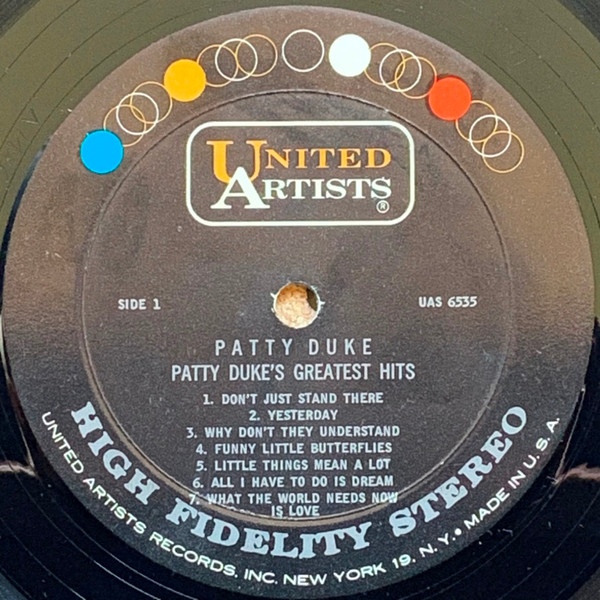 UNITED
ARTISTS®
SIDE 1
UAS 6535
PATTY DUKE
PATTY DUKE'S GREATEST HITS
1. DON'T JUST STAND THERE
2. YESTERDAY
3. WHY DON'T THEY UNDERSTAND
4. FUNNY LITTLE BUTTERFLIES
5. LITTLE THINGS MEAN A LOT
6. ALL I HAVE TO DO IS DREAM
7. WHAT THE WORLD NEEDS NOW
IS LOVE
HIGH FIDELITY STEREO
UNITED ARTISTS RECORDS, INC. NEW YORK 19, N.Y. • MADE IN U.S.A.